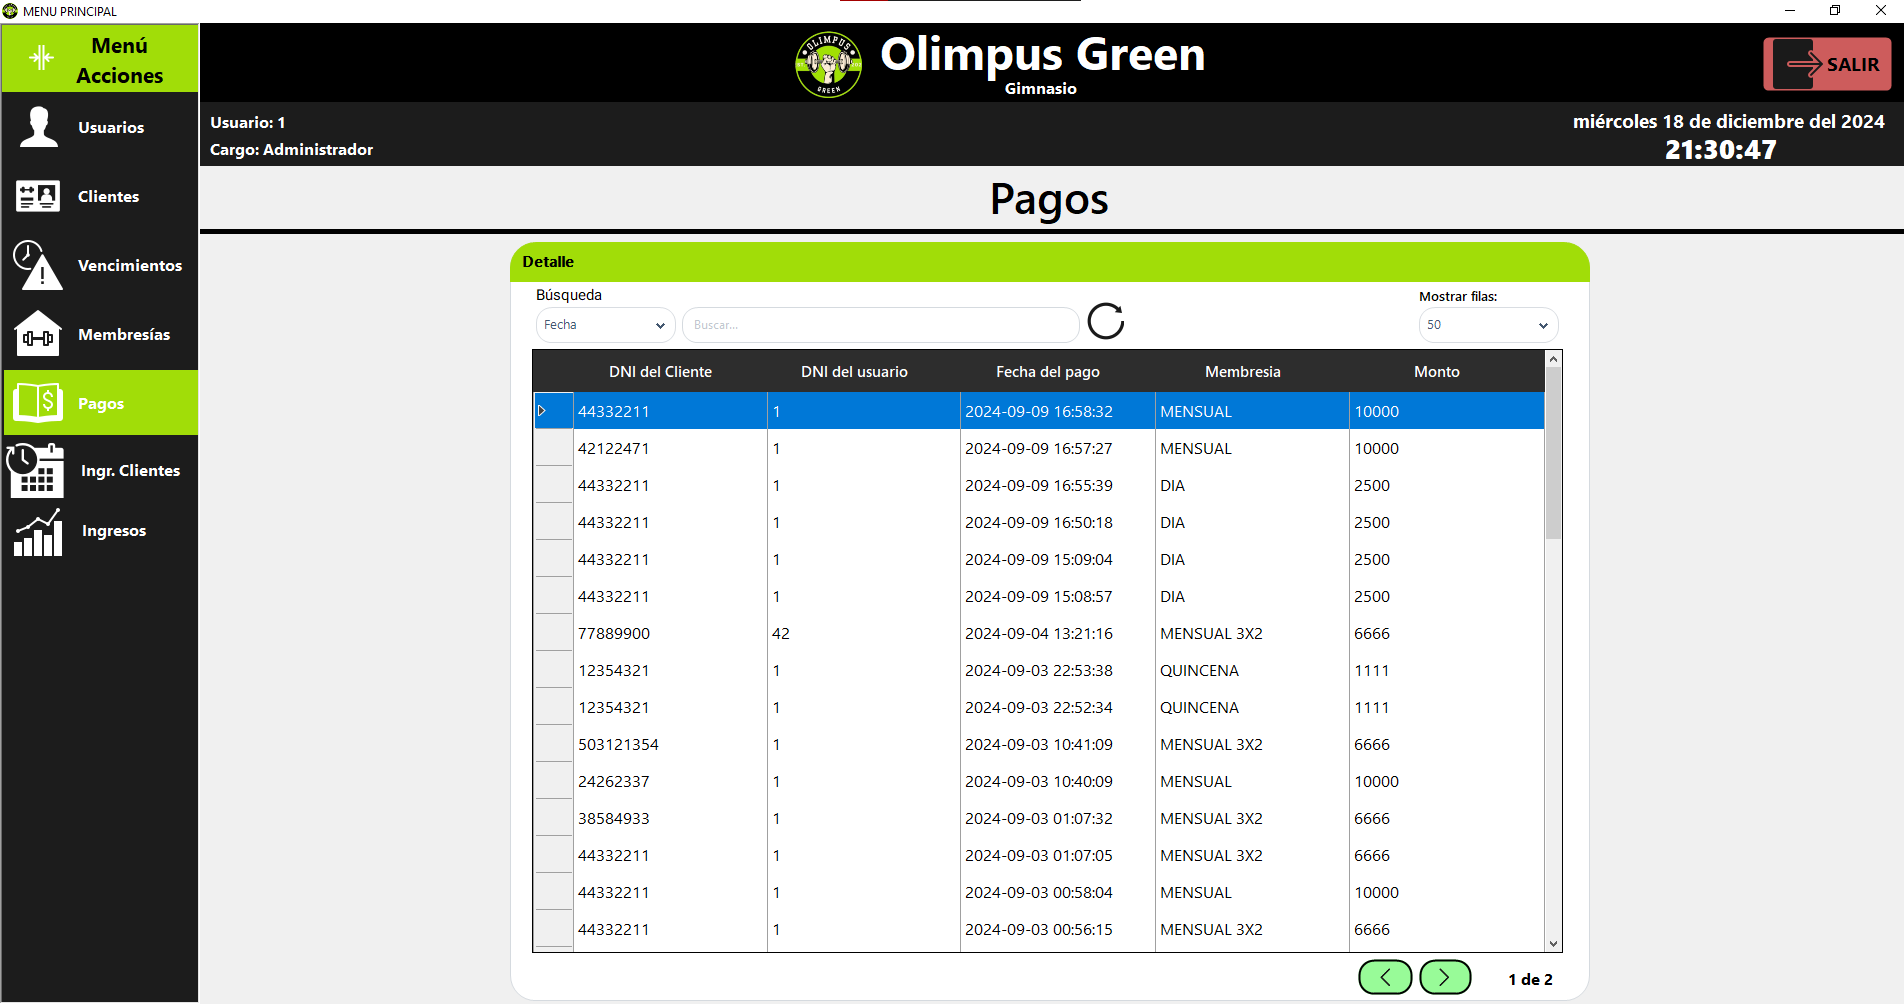 MENU PRINCIPAL
Menú
Acciones
OLIMPUS
GREEN
Olimpus Green
Gimnasio
SALIR
Usuario: 1
Cargo: Administrador
miércoles 18 de diciembre del 2024
21:30:47
Usuarios
Clientes
Vencimientos
Membresías
Pagos
Ingr. Clientes
Ingresos
Pagos
Detalle
Búsqueda
Mostrar filas:
Fecha Buscar... 50
DNI del Cliente DNI del usuario Fecha del pago Membresia Monto
44332211 1 2024-09-09 16:58:32 MENSUAL 10000
42122471 1 2024-09-09 16:57:27 MENSUAL 10000
44332211 1 2024-09-09 16:55:39 DIA 2500
44332211 1 2024-09-09 16:50:18 DIA 2500
44332211 1 2024-09-09 15:09:04 DIA 2500
44332211 1 2024-09-09 15:08:57 DIA 2500
77889900 42 2024-09-04 13:21:16 MENSUAL 3X2 6666
12354321 1 2024-09-03 22:53:38 QUINCENA 1111
12354321 1 2024-09-03 22:52:34 QUINCENA 1111
503121354 1 2024-09-03 10:41:09 MENSUAL 3X2 6666
24262337 1 2024-09-03 10:40:09 MENSUAL 10000
38584933 1 2024-09-03 01:07:32 MENSUAL 3X2 6666
44332211 1 2024-09-03 01:07:05 MENSUAL 3X2 6666
44332211 1 2024-09-03 00:58:04 MENSUAL 10000
44332211 1 2024-09-03 00:56:15 MENSUAL 3X2 6666
1 de 2